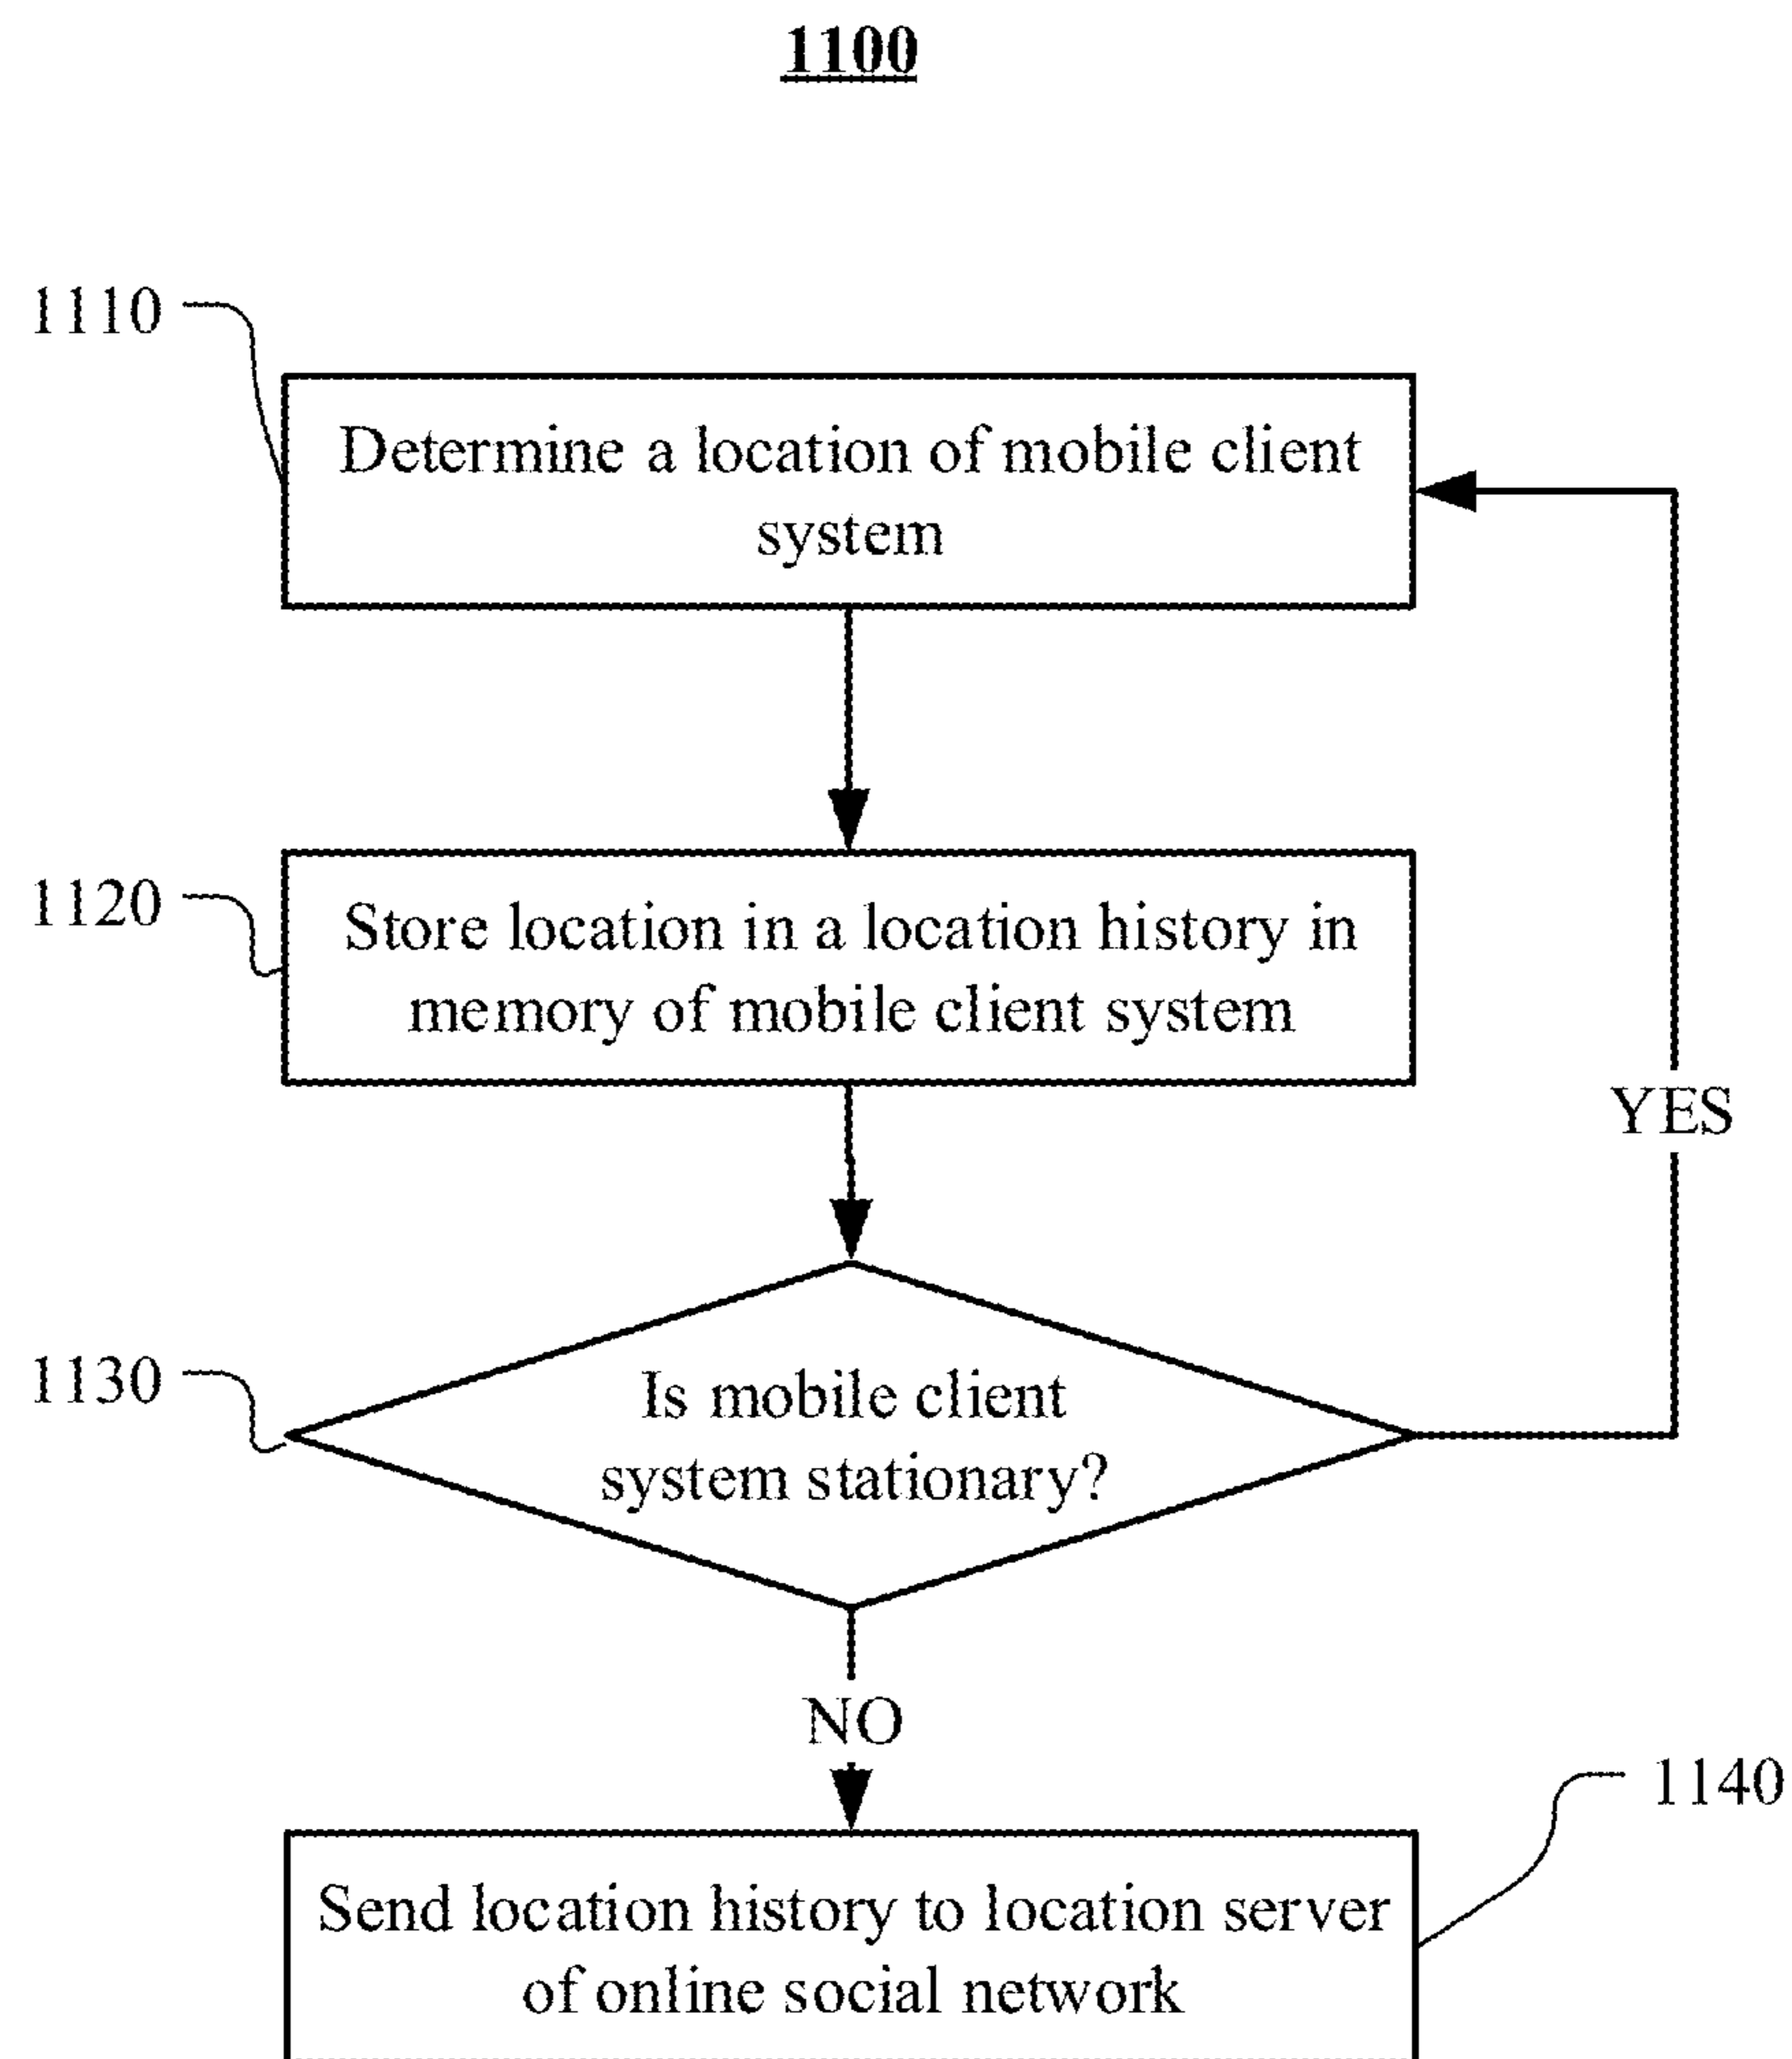 1100
1110
Determine a location of mobile client
system
1120
Store location in a location history in
memory of mobile client system
YES
1130
Is mobile client
system stationary?
NO
1140
Send location history to location server
of online social network